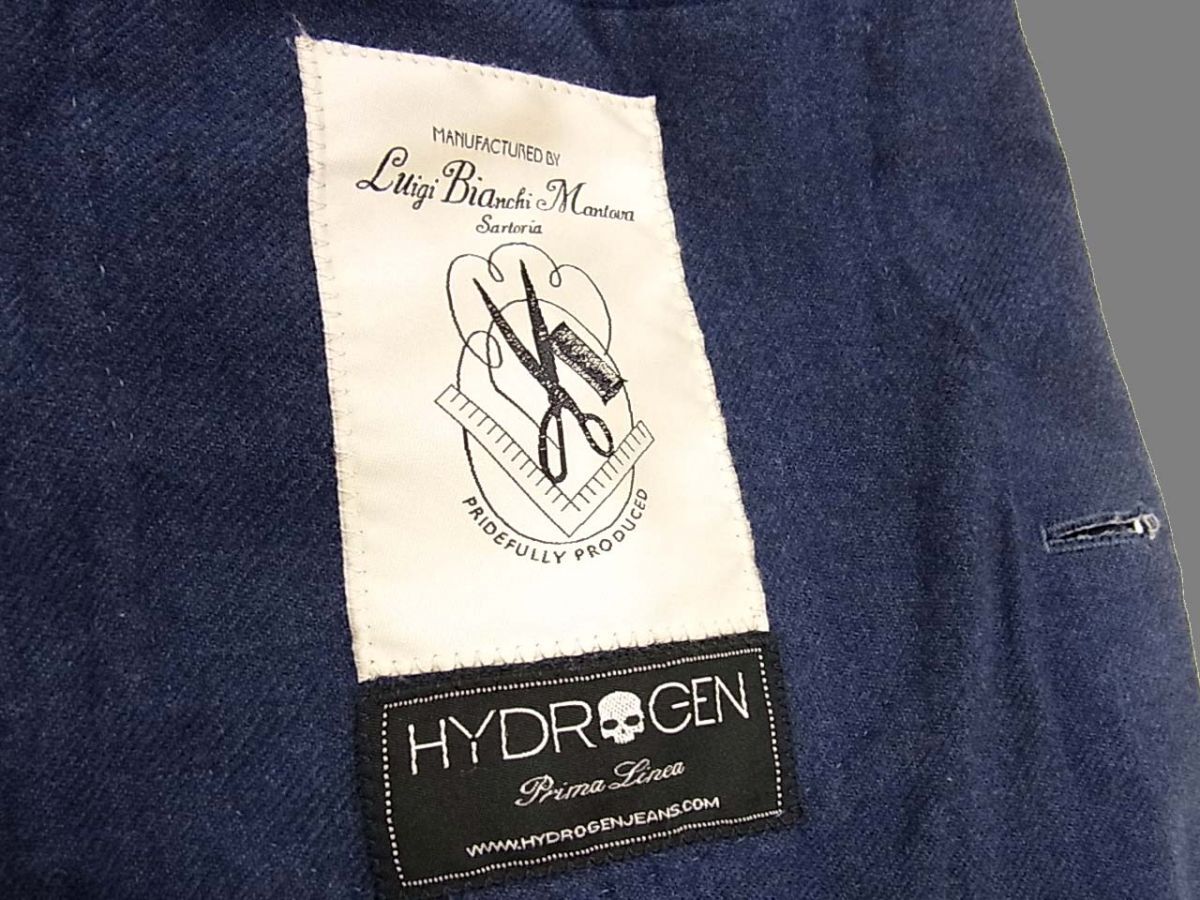 MANUFACTURED BY
Luigi Bianchi Mantova
Sartoria
PRIDEFULLY PRODUCED
HYDROGEN
Prima Linea
WWW.HYDROGENJEANS.COM